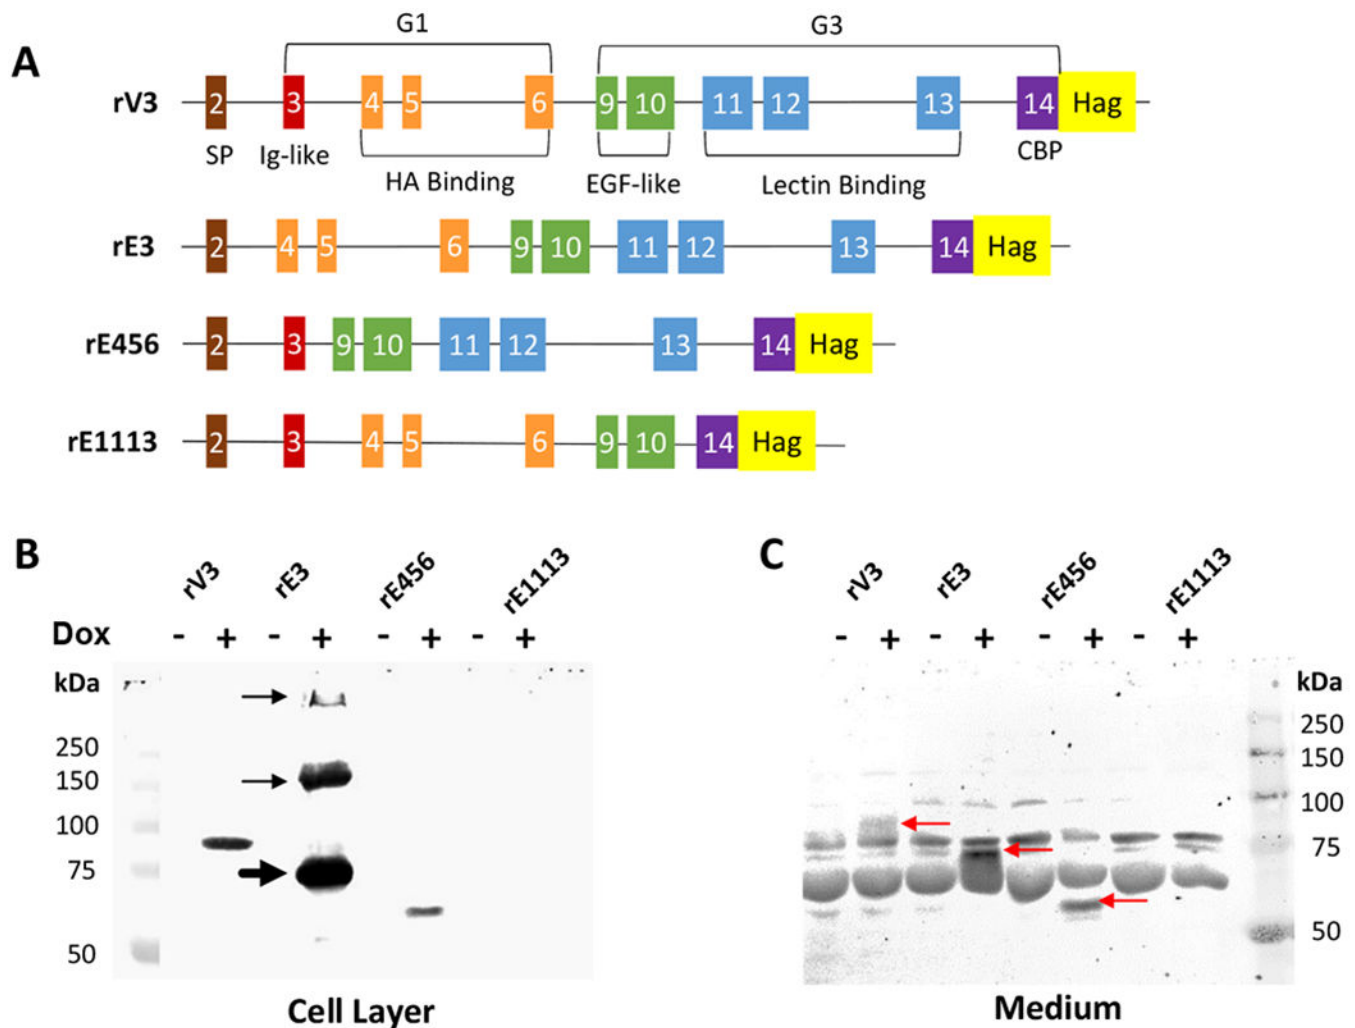 A
G1
G3
rV3
2 3 4 5 6 9 10 11 12 13 14 Hag
SP
Ig-like
CBP
HA Binding
EGF-like
Lectin Binding
rE3
2 4 5 6 9 10 11 12 13 14 Hag
rE456
2 3 9 10 11 12 13 14 Hag
rE1113
2 3 4 5 6 9 10 14 Hag
B
rV3 rE3 rE456 rE1113
Dox - + - + - + - +
kDa
250
150
100
75
50
Cell Layer
C
rV3 rE3 rE456 rE1113
- + - + - + - +
kDa
250
150
100
75
50
Medium